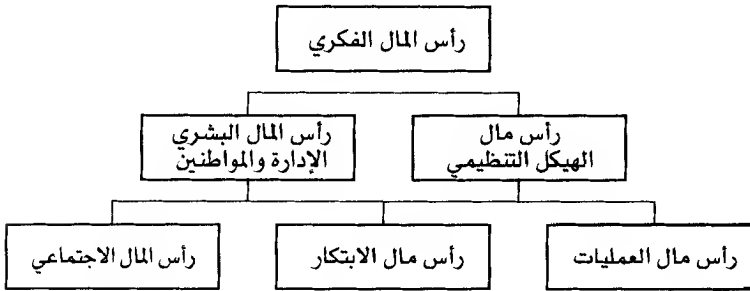 رأس المال الفكري
رأس مال
الهيكل التنظيمي
رأس المال البشري
الإدارة والمواطنين
رأس مال العمليات
رأس مال الابتكار
رأس المال الاجتماعي